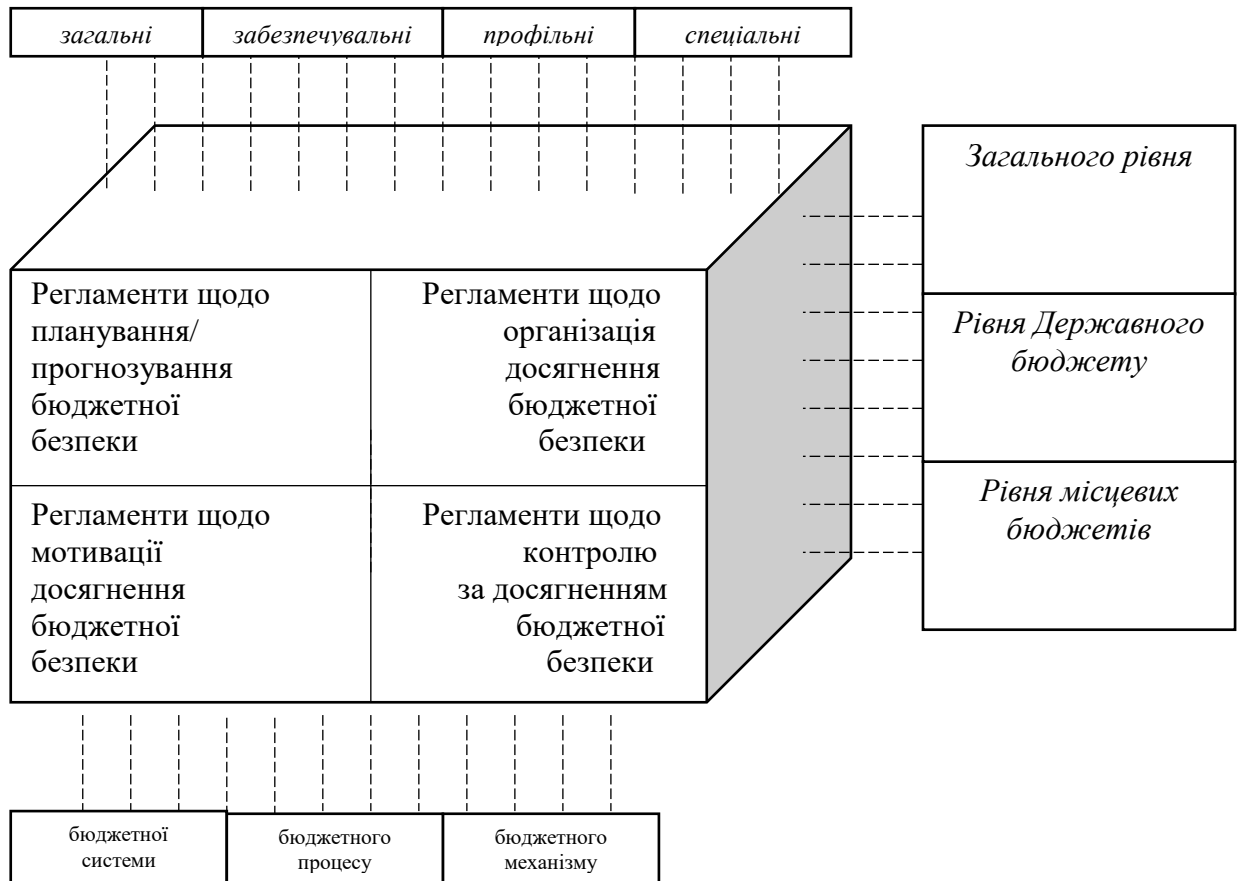 загальні забезпечувальні профільні спеціальні
Загального рівня
Рівня Державного
бюджету
Рівня місцевих
бюджетів
Регламенти щодо
планування/
прогнозування
бюджетної
безпеки
Регламенти щодо
організація
досягнення
бюджетної
безпеки
Регламенти щодо
мотивації
досягнення
бюджетної
безпеки
Регламенти щодо
контролю
за досягненням
бюджетної
безпеки
бюджетної
системи
бюджетного
процесу
бюджетного
механізму